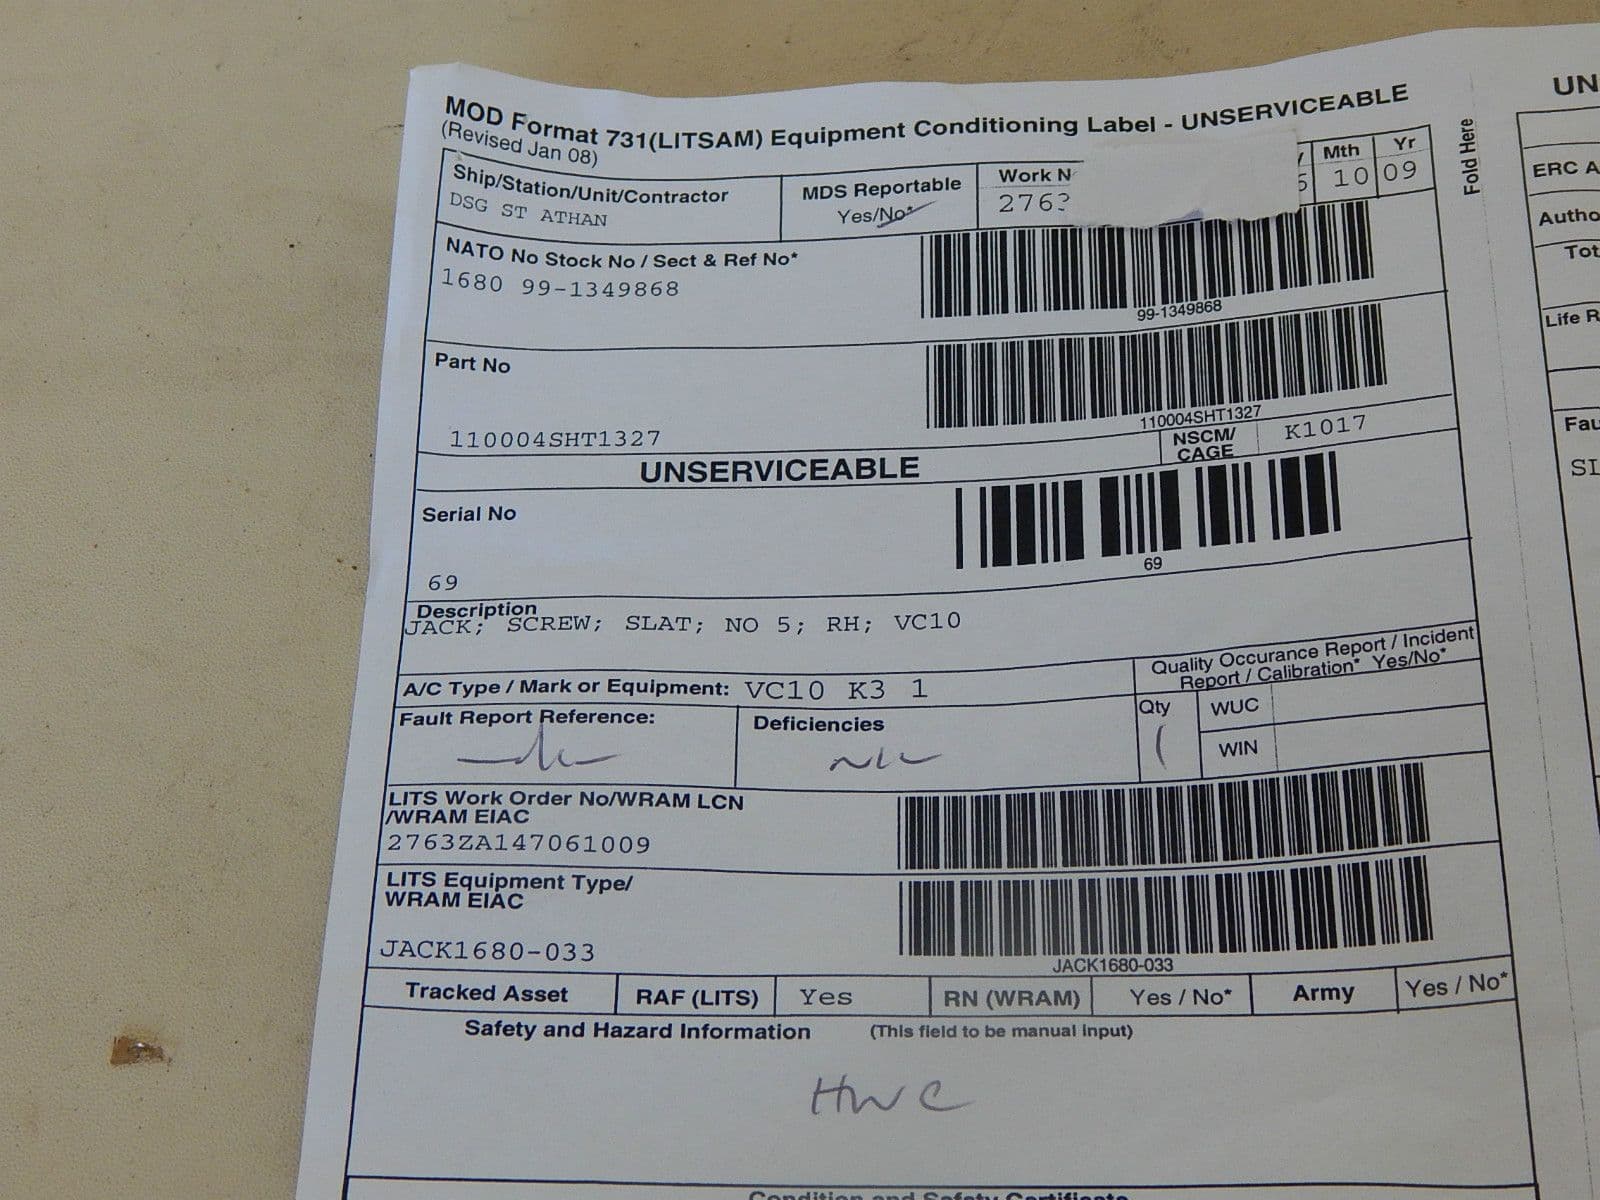 MOD Format 731(LITSAM) Equipment Conditioning Label - UNSERVICEABLE
(Revised Jan 08)
Ship/Station/Unit/Contractor
DSG ST ATHAN
MDS Reportable
Yes/No*
Work N
2763
Mth
10
Yr
09
NATO No Stock No / Sect & Ref No*
1680 99-1349868
99-1349868
Part No
110004SHT1327
110004SHT1327
NSCM/
CAGE
K1017
UNSERVICEABLE
Serial No
69
69
Description
JACK; SCREW; SLAT; NO 5; RH; VC10
Quality Occurance Report / Incident
Report / Calibration* Yes/No*
A/C Type / Mark or Equipment: VC10 K3 1
Fault Report Reference:
Deficiencies
Qty
1
WUC
WIN
LITS Work Order No/WRAM LCN
/WRAM EIAC
2763ZA147061009
LITS Equipment Type/
WRAM EIAC
JACK1680-033
JACK1680-033
Tracked Asset RAF (LITS) Yes RN (WRAM) Yes / No* Army Yes / No*
Safety and Hazard Information (This field to be manual input)
HWC
Condition and Safety Certificate
Fold Here
UN
ERC A
Autho
Tot
Life R
Fau
SI